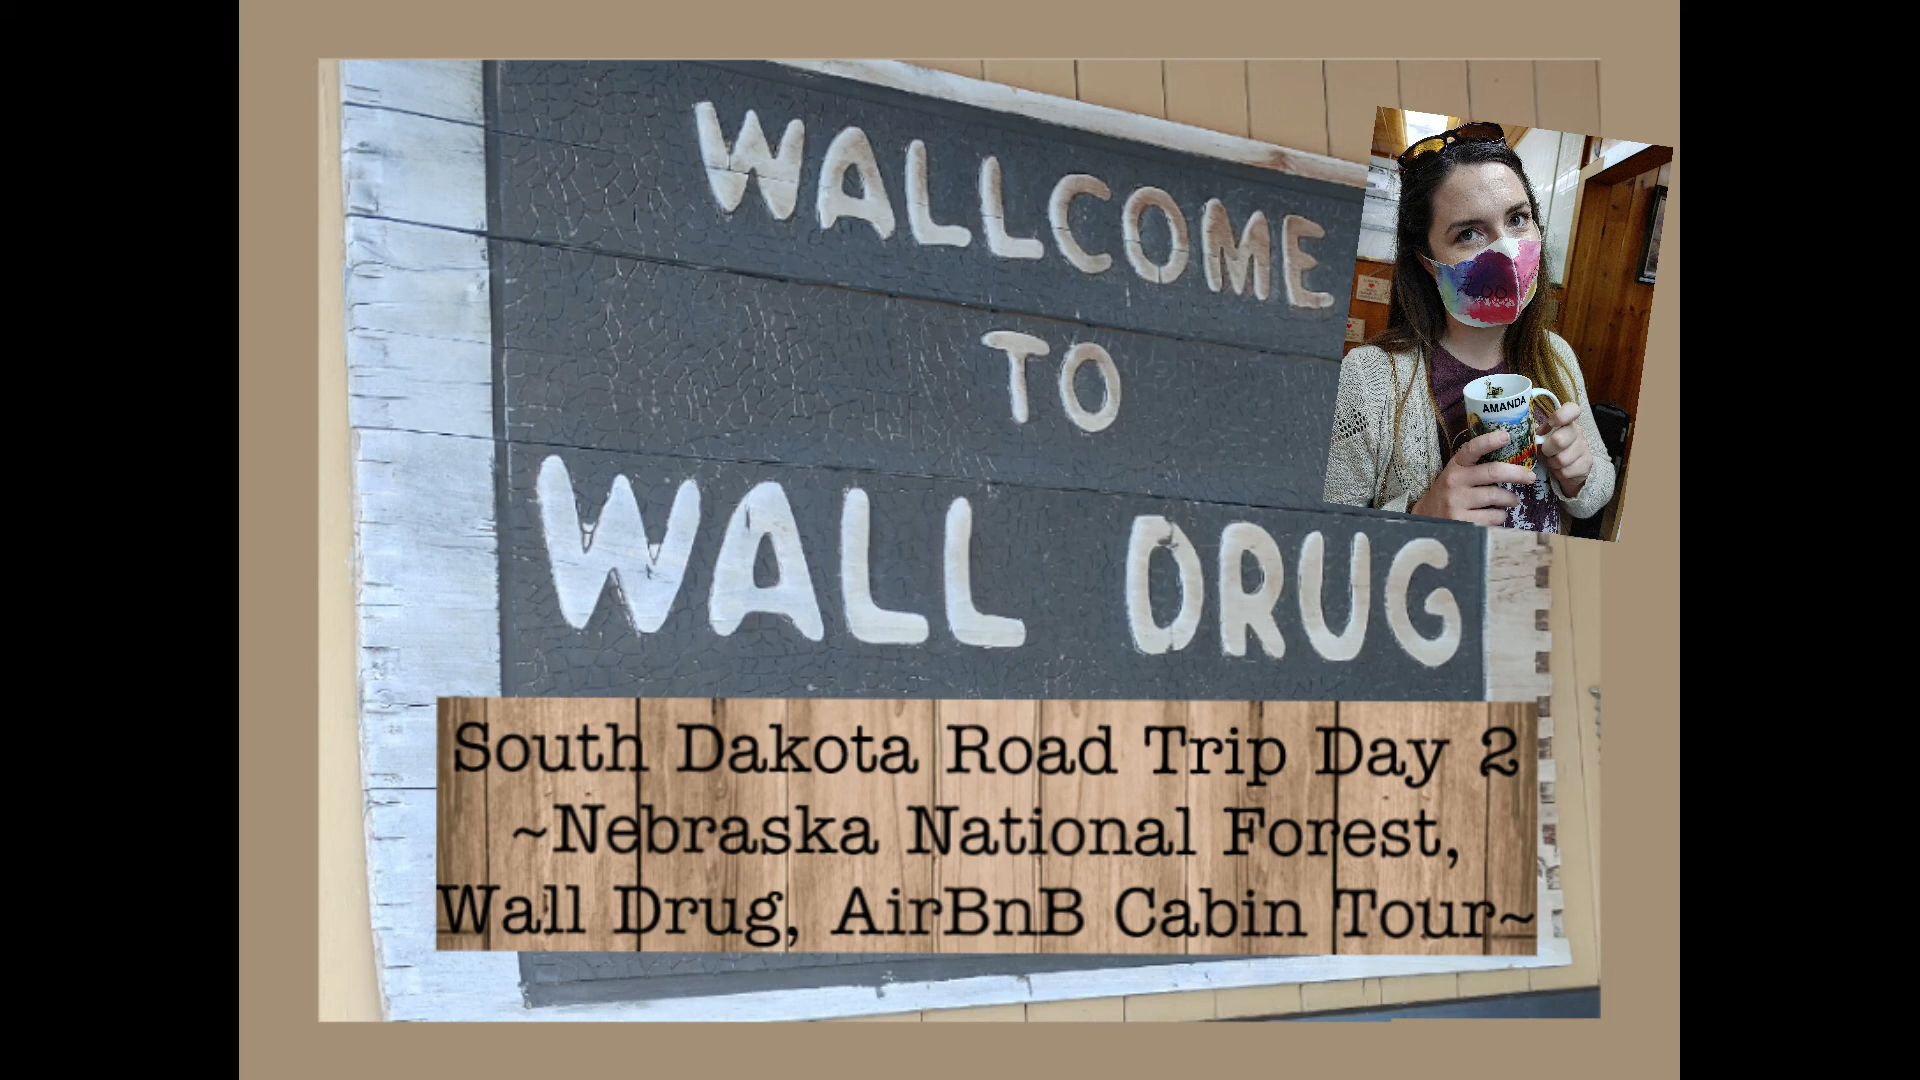 WALLCOME
TO
WALL DRUG
AMANDA
South Dakota Road Trip Day 2
~Nebraska National Forest,
Wall Drug, AirBnB Cabin Tour~